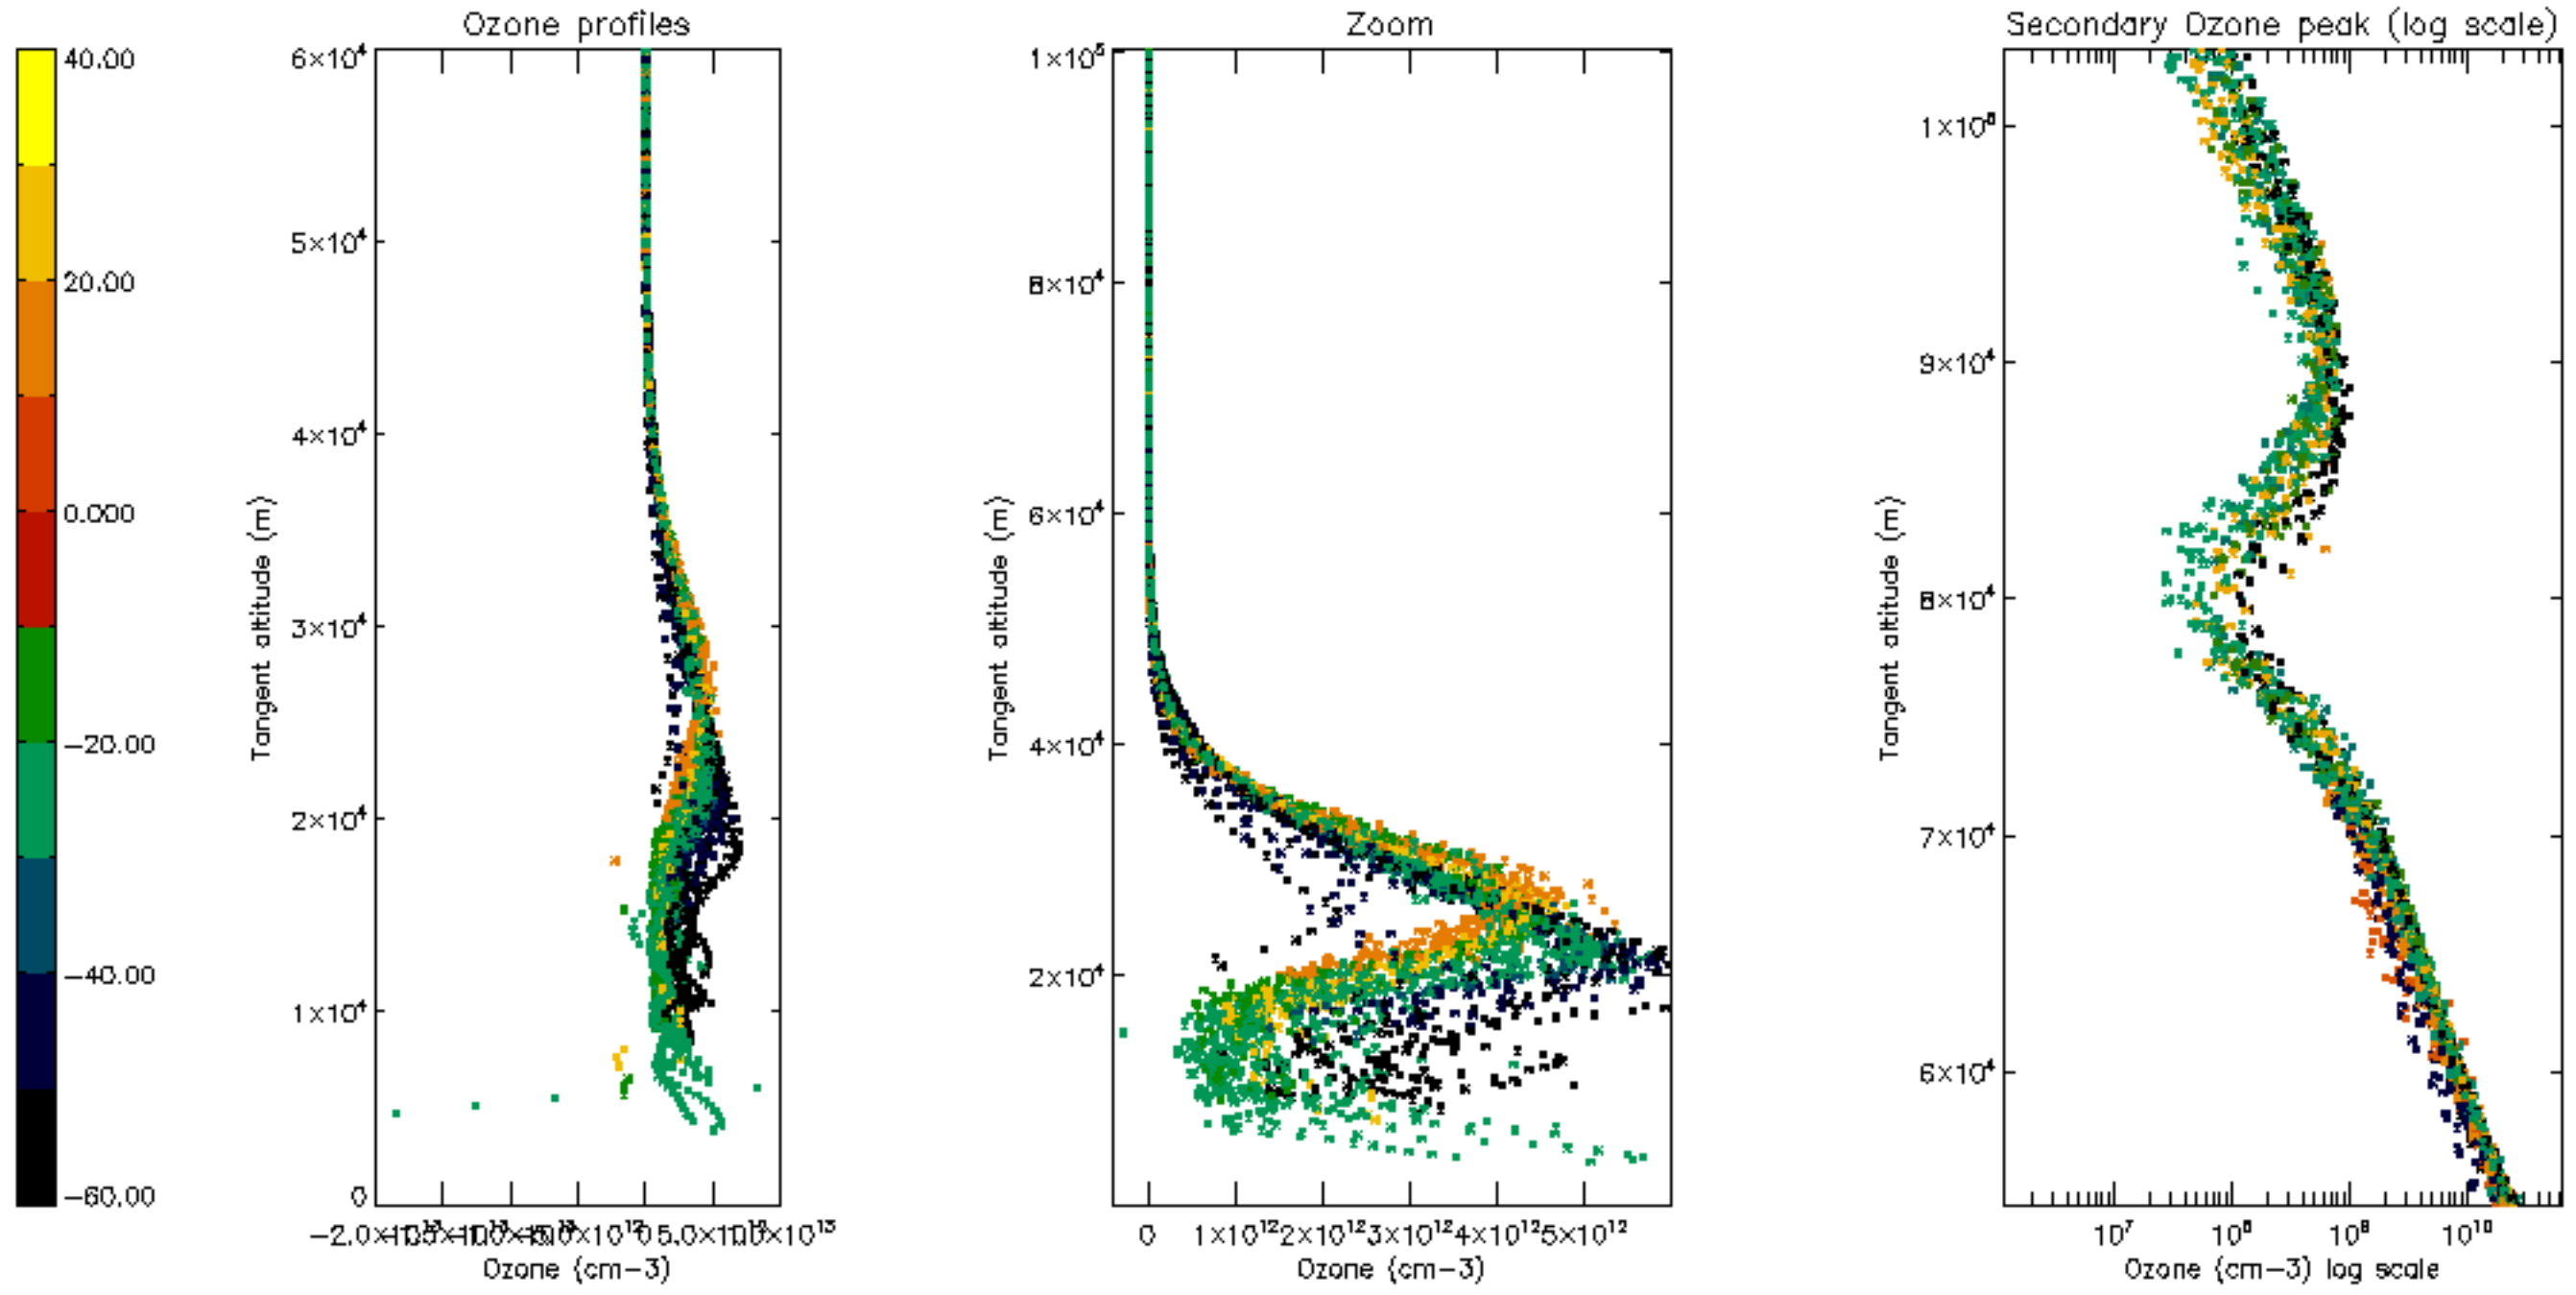 Ozone profiles
Zoom
Secondary Ozone peak (log scale)
40.00
20.00
0.000
-20.00
-40.00
-60.00
Tangent altitude (m)
6×10⁴
5×10⁴
4×10⁴
3×10⁴
2×10⁴
1×10⁴
0
Ozone (cm-3)
Tangent altitude (m)
1×10⁵
8×10⁴
6×10⁴
4×10⁴
2×10⁴
0 1×10¹² 2×10¹² 3×10¹² 4×10¹² 5×10¹²
Ozone (cm-3)
Tangent altitude (m)
1×10⁵
9×10⁴
8×10⁴
7×10⁴
6×10⁴
10⁷ 10⁸ 10⁹ 10¹⁰
Ozone (cm-3) log scale